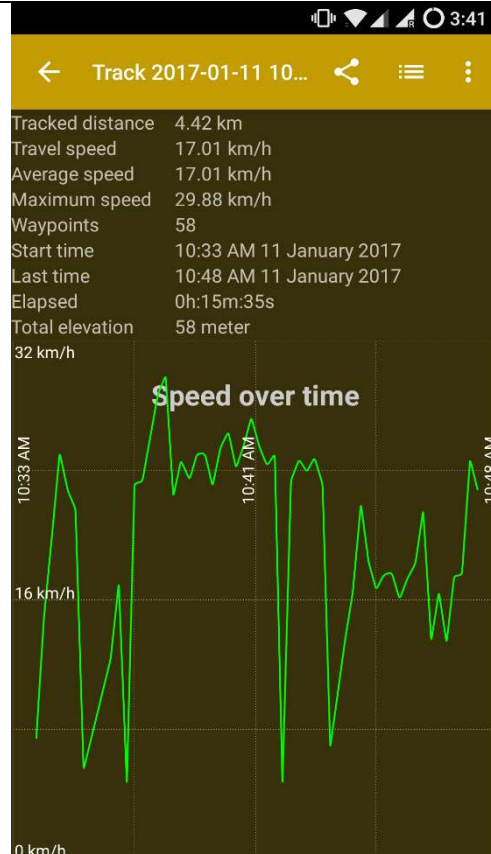 R 3:41
Track 2017-01-11 10...
Tracked distance 4.42 km
Travel speed 17.01 km/h
Average speed 17.01 km/h
Maximum speed 29.88 km/h
Waypoints 58
Start time 10:33 AM 11 January 2017
Last time 10:48 AM 11 January 2017
Elapsed 0h:15m:35s
Total elevation 58 meter
32 km/h
Speed over time
10:33 AM
10:41 AM
10:48 AM
16 km/h
0 km/h